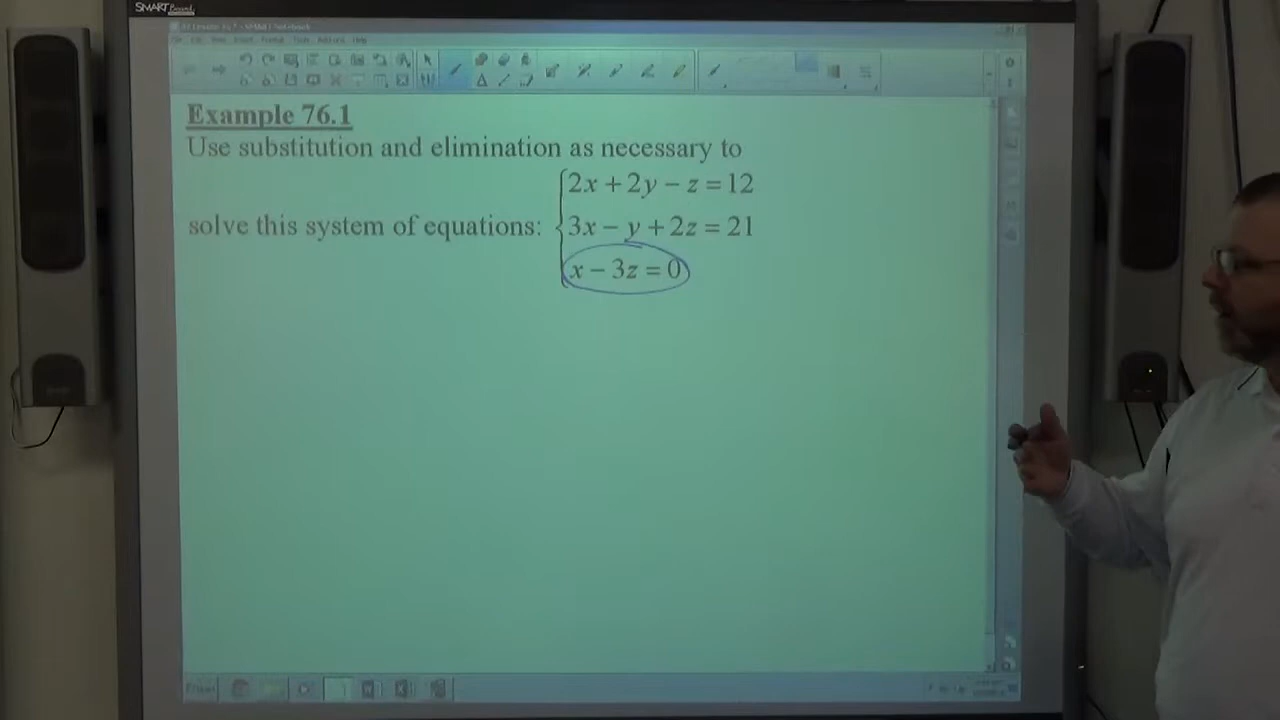 SMART Board
Example 76.1
Use substitution and elimination as necessary to
2x + 2y − z = 12
solve this system of equations: 3x − y + 2z = 21
x − 3z = 0